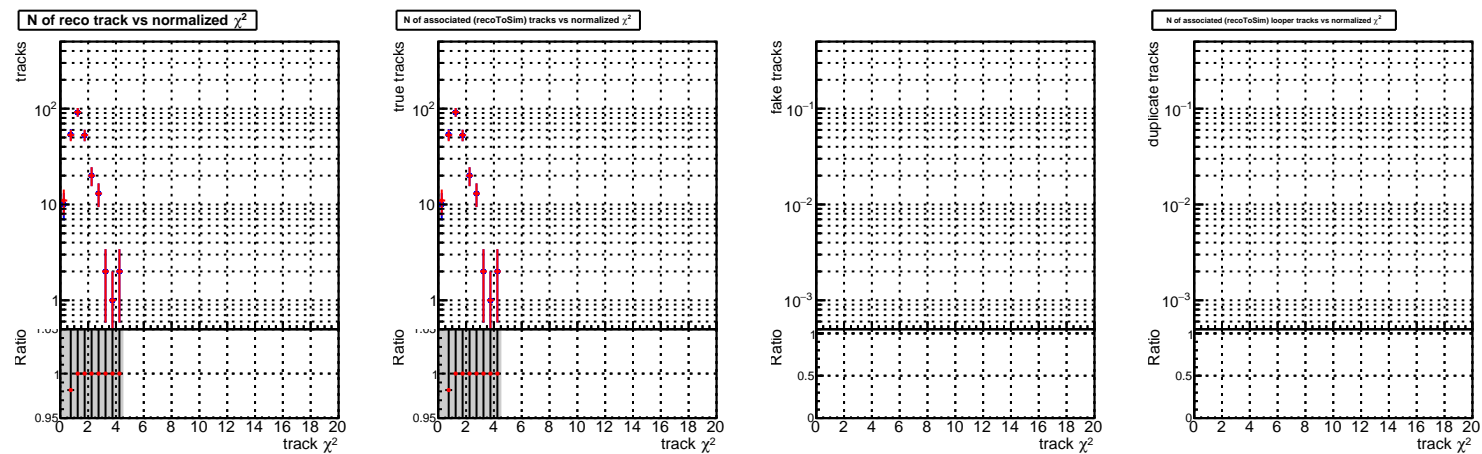 N of reco track vs normalized χ²
tracks
10²
10
1
Ratio
1.05
1
0.95
0 2 4 6 8 10 12 14 16 18 20
track χ²
N of associated (recoToSim) tracks vs normalized χ²
true tracks
10²
10
1
Ratio
1.05
1
0.95
0 2 4 6 8 10 12 14 16 18 20
track χ²
fake tracks
10⁻¹
10⁻²
10⁻³
Ratio
1
0.5
0
0 2 4 6 8 10 12 14 16 18 20
track χ²
N of associated (recoToSim) looper tracks vs normalized χ²
duplicate tracks
10⁻¹
10⁻²
10⁻³
Ratio
1
0.5
0
0 2 4 6 8 10 12 14 16 18 20
track χ²